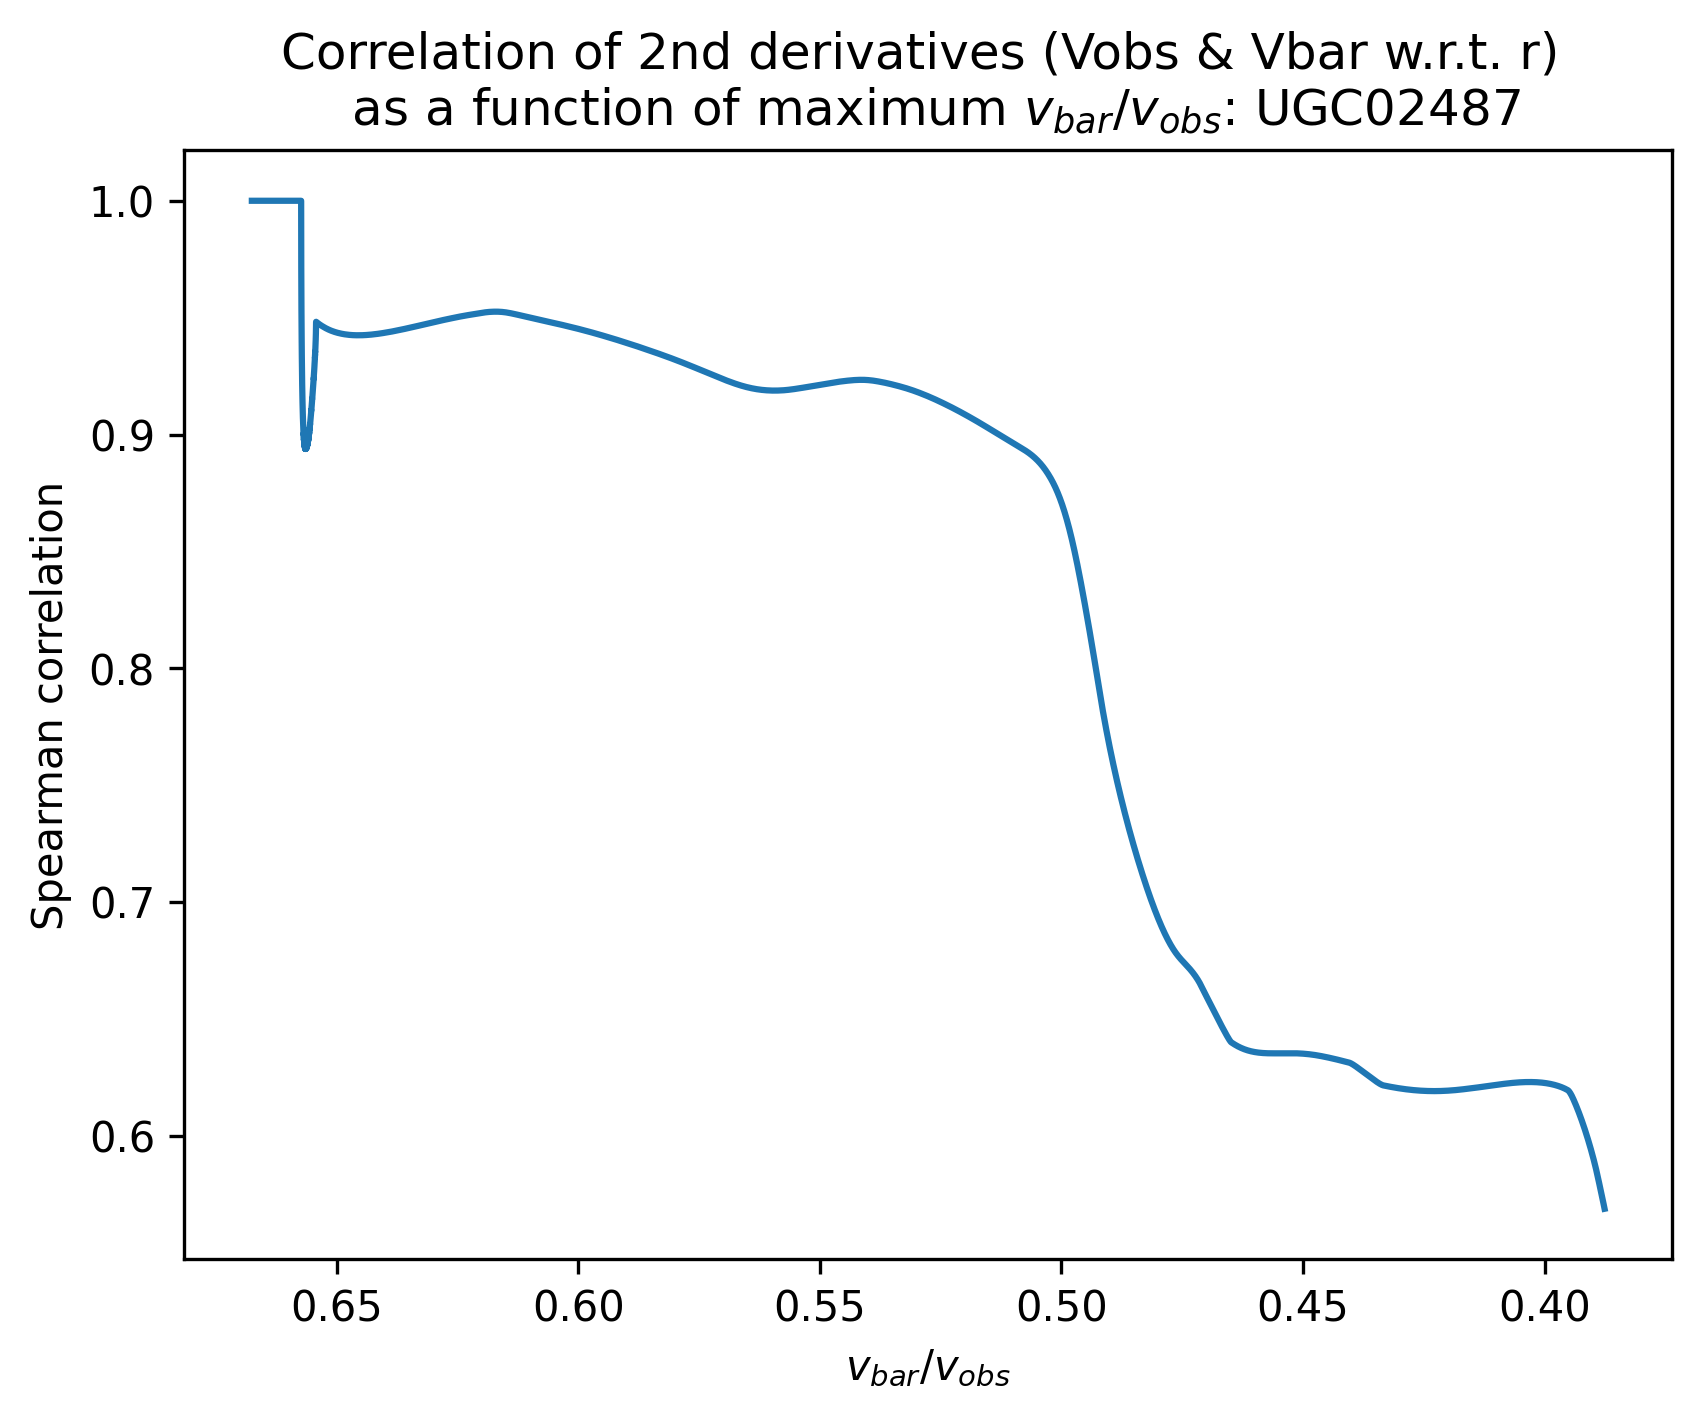 Correlation of 2nd derivatives (Vobs & Vbar w.r.t. r)
as a function of maximum v_bar/v_obs: UGC02487
1.0
0.9
0.8
0.7
0.6
Spearman correlation
0.65 0.60 0.55 0.50 0.45 0.40
v_bar/v_obs